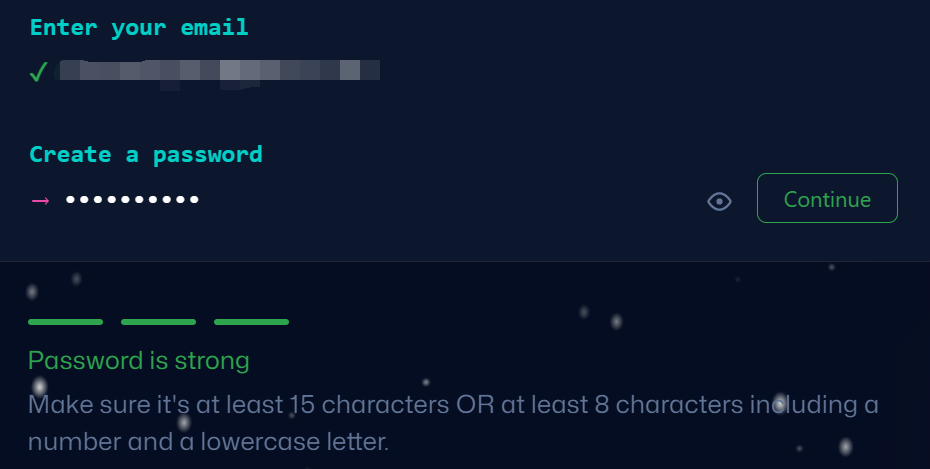 Enter your email
Create a password
→ ••••••••••
Continue
Password is strong
Make sure it's at least 15 characters OR at least 8 characters including a
number and a lowercase letter.